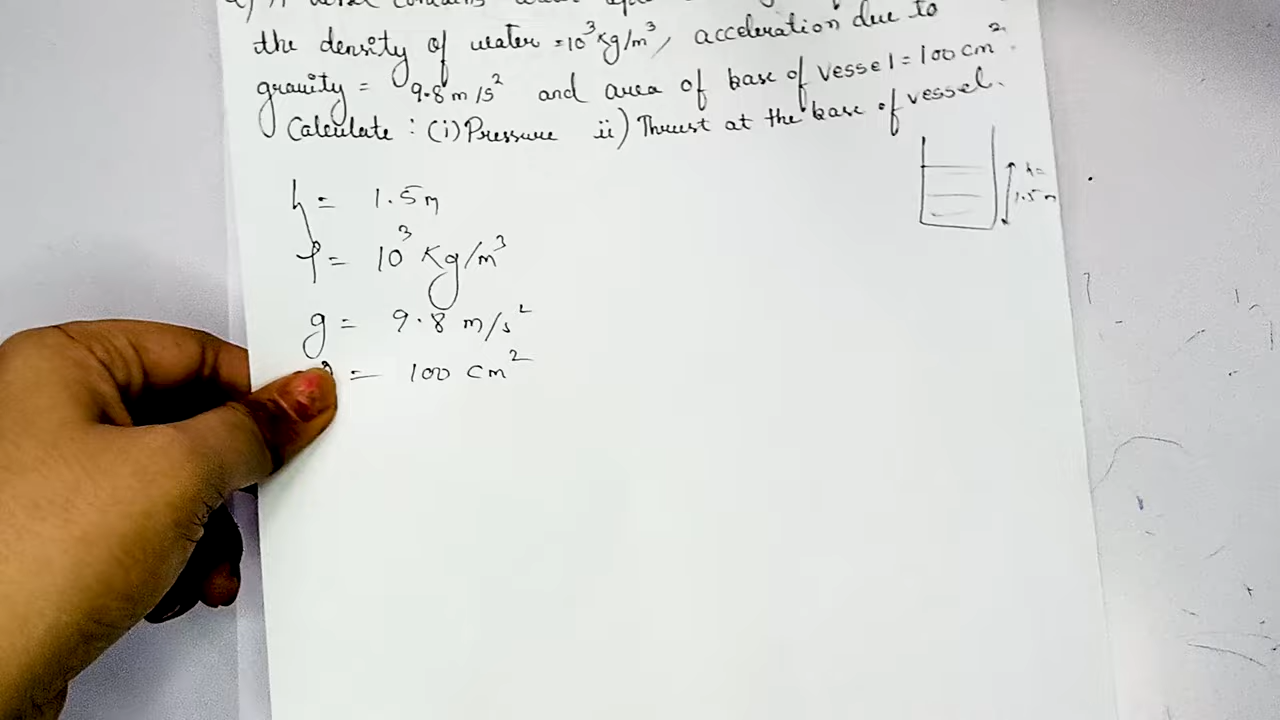 the density of water = 10³ Kg/m³, acceleration due to
gravity = 9.8 m/s² and area of base of vessel = 100 cm².
Calculate : (i) Pressure ii) Thrust at the base of vessel.
h =
1.5 m
h = 1.5 m
ρ = 10³ Kg/m³
g = 9.8 m/s²
= 100 cm²